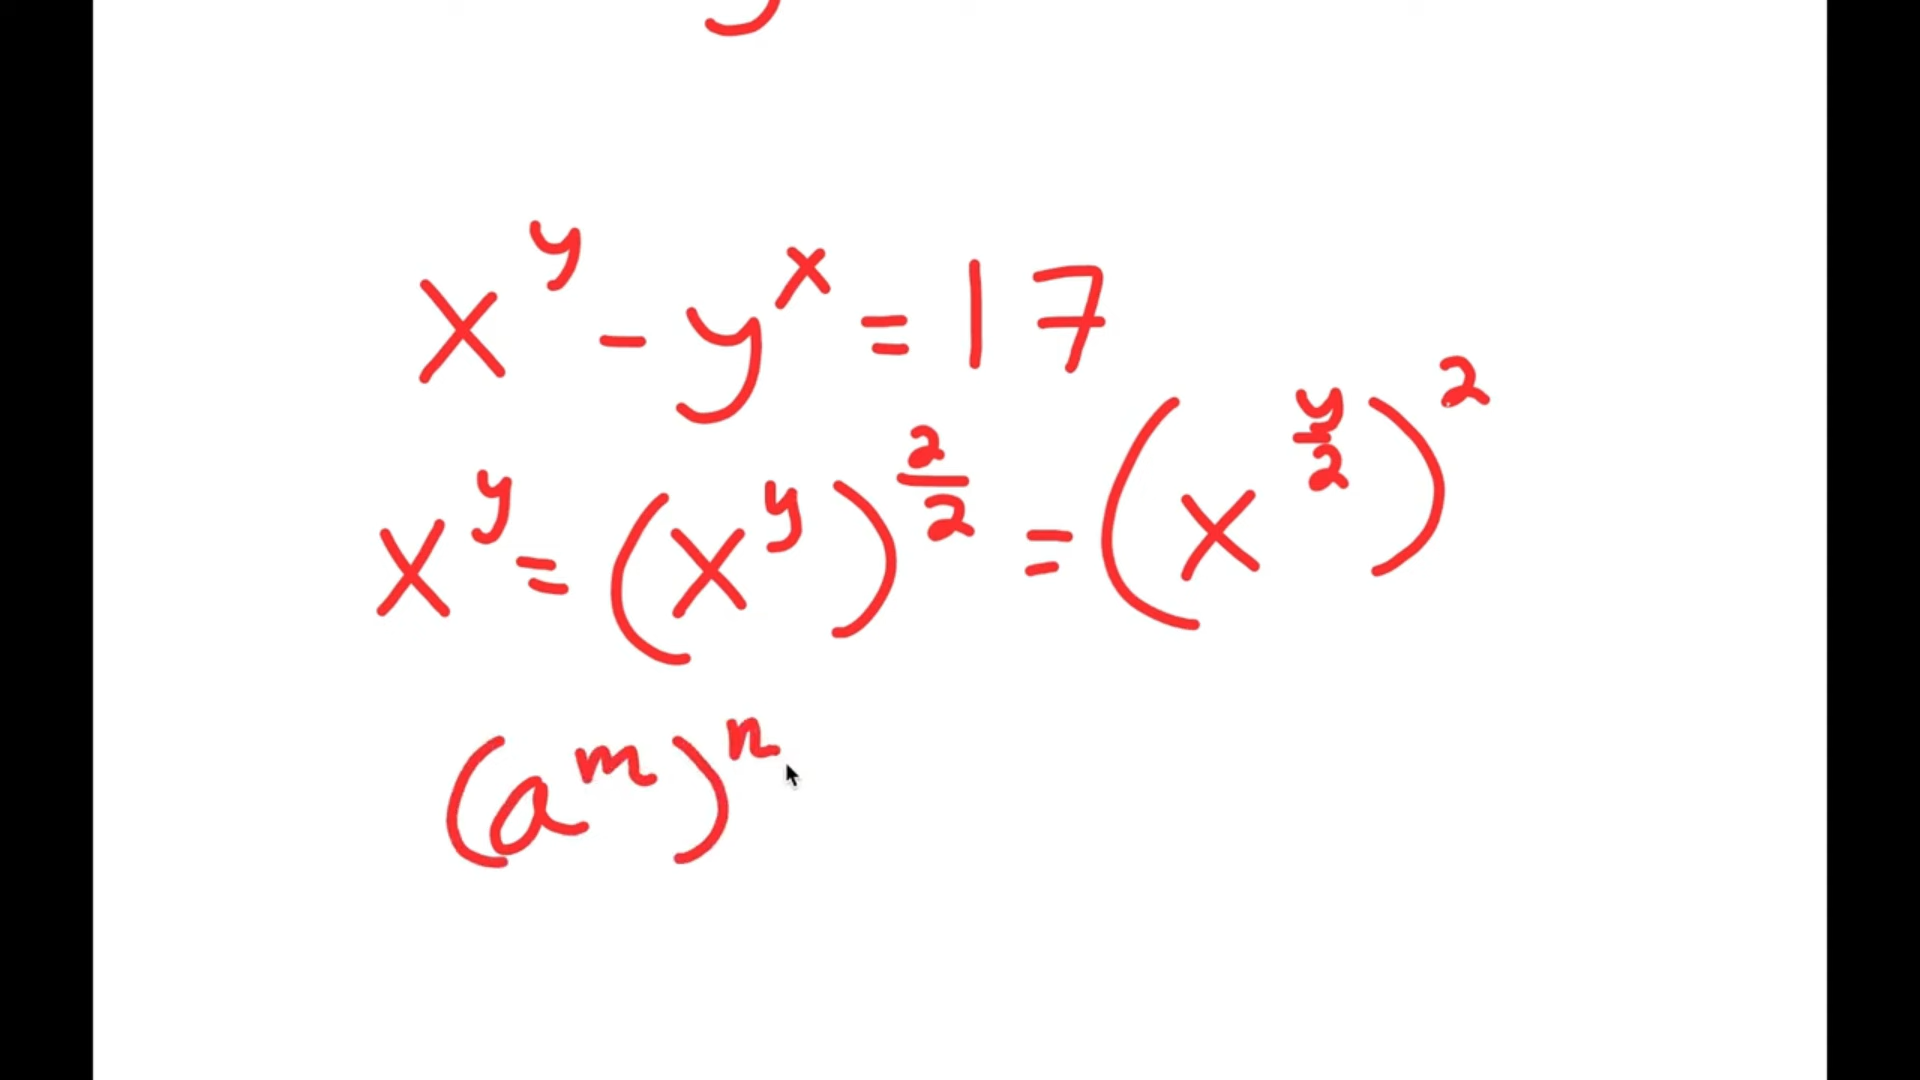 x^y - y^x = 17
x^y = (x^y)^{2/2} = (x^{y/2})^2
(a^m)^n